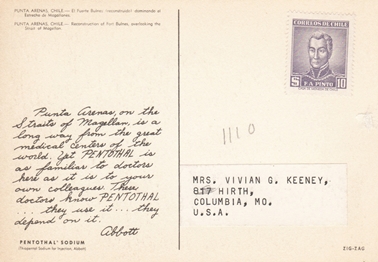 PUNTA ARENAS, CHILE.— El Fuerte Bulnes (reconstruido) dominando el
Estrecho de Magallanes
PUNTA ARENAS, CHILE.— Reconstruction of Fort Bulnes, overlooking the
Strait of Magellan
CORREOS DE CHILE
$ 10
F. A. PINTO
1110
Punta Arenas, on the
Straits of Magellan, is a
long way from the great
medical centers of the
world. Yet PENTOTHAL is
as familiar to doctors
here as it is to your
own colleagues. These
doctors know PENTOTHAL
... they use it ... they
depend on it.
Abbott
PENTOTHAL® SODIUM
(Thiopental Sodium for Injection, Abbott)
MRS. VIVIAN G. KEENEY,
817 HIRTH,
COLUMBIA, MO.
U.S.A.
ZIG-ZAG